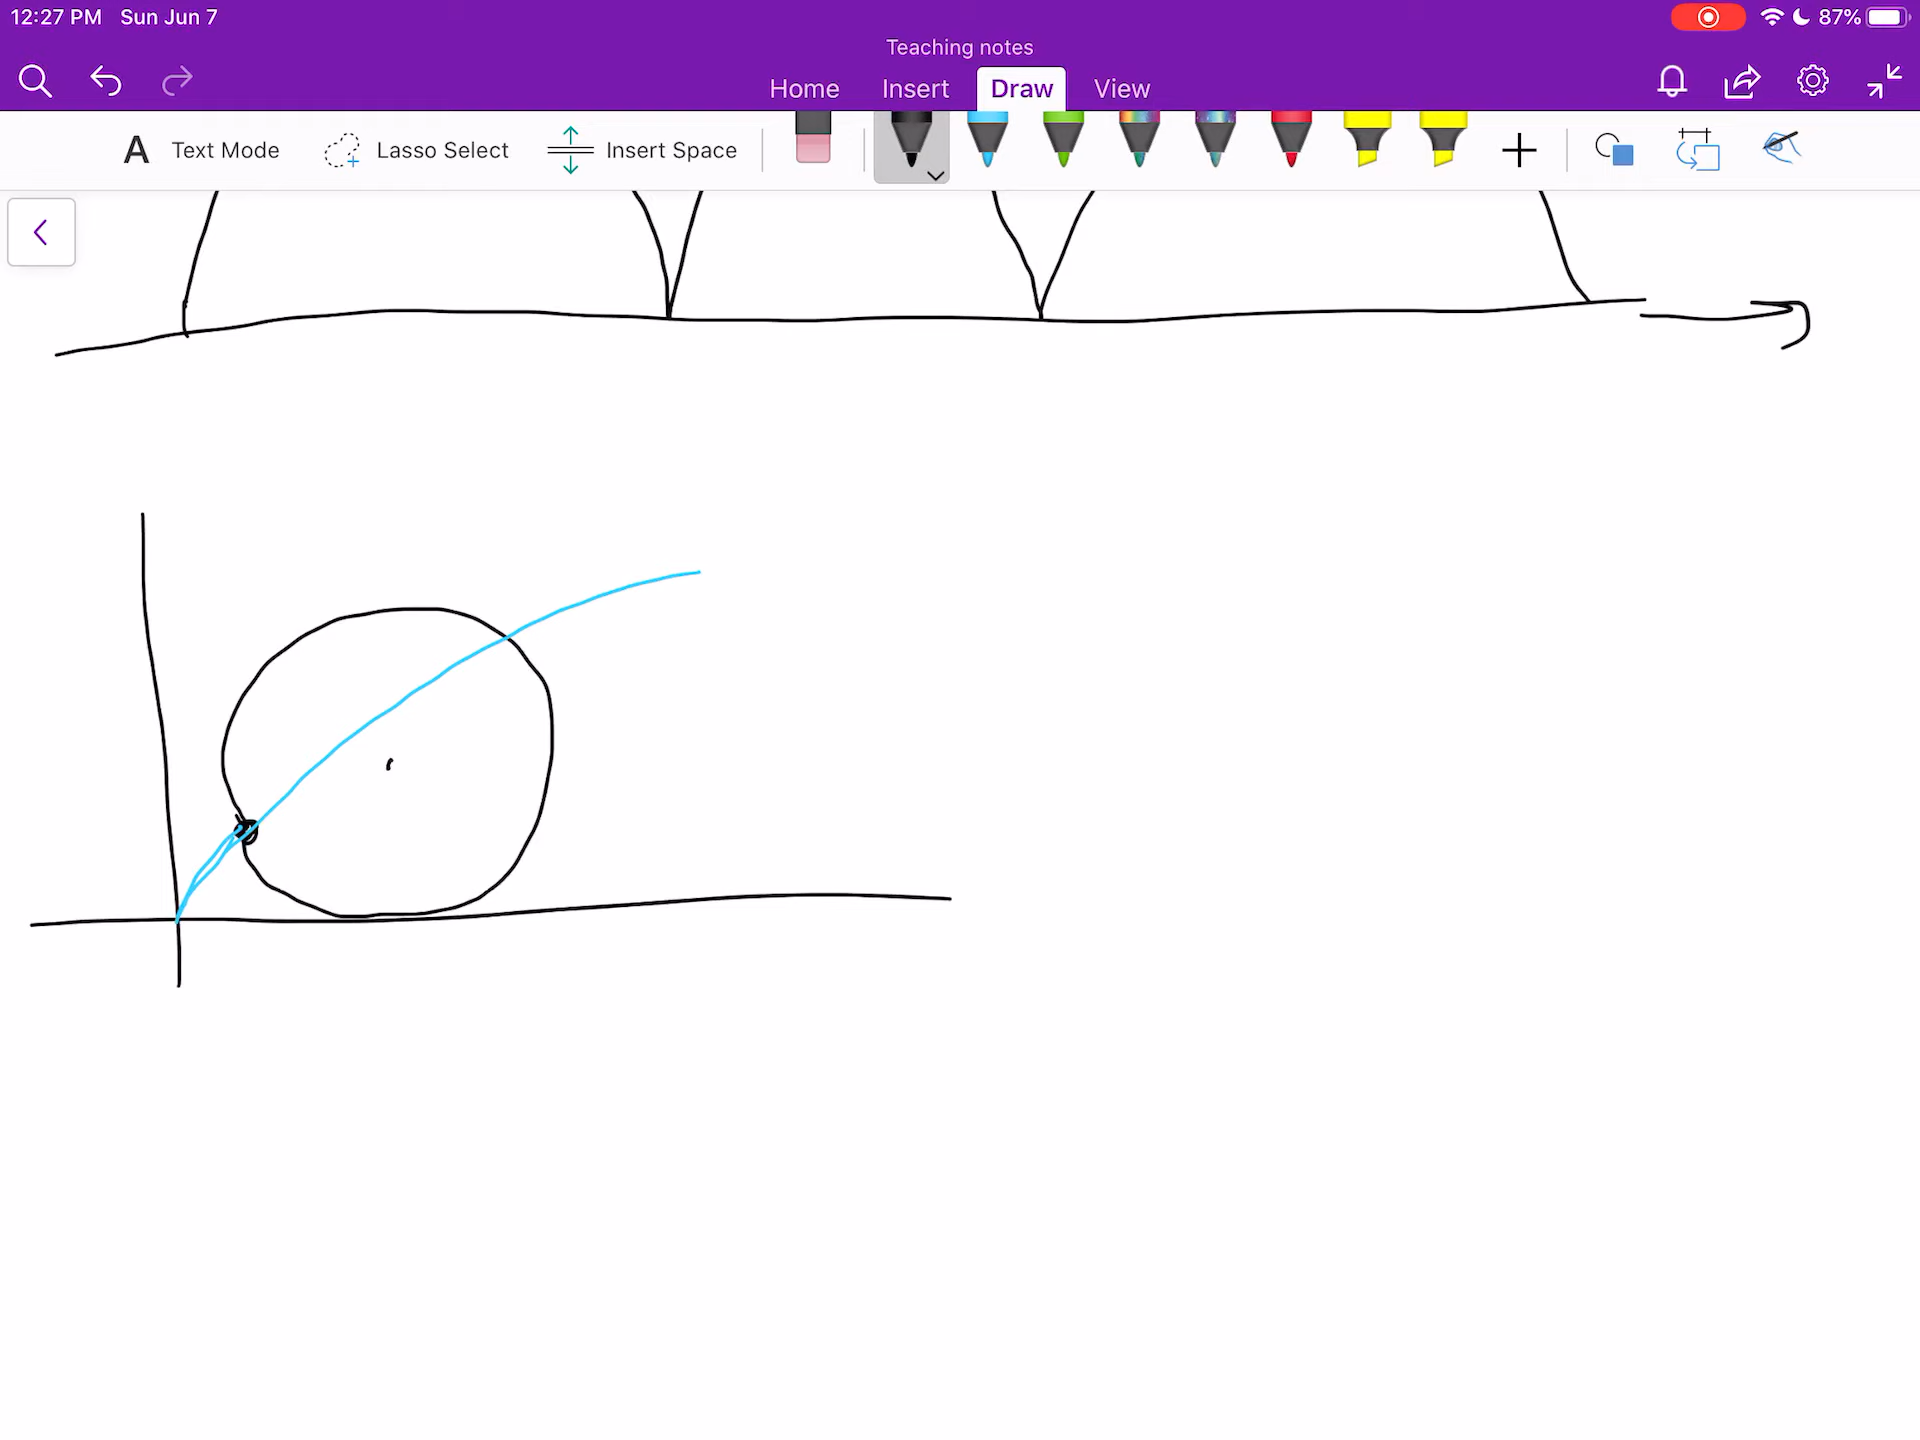 12:27 PM Sun Jun 7
87%
Teaching notes
Home Insert Draw View
A Text Mode Lasso Select Insert Space